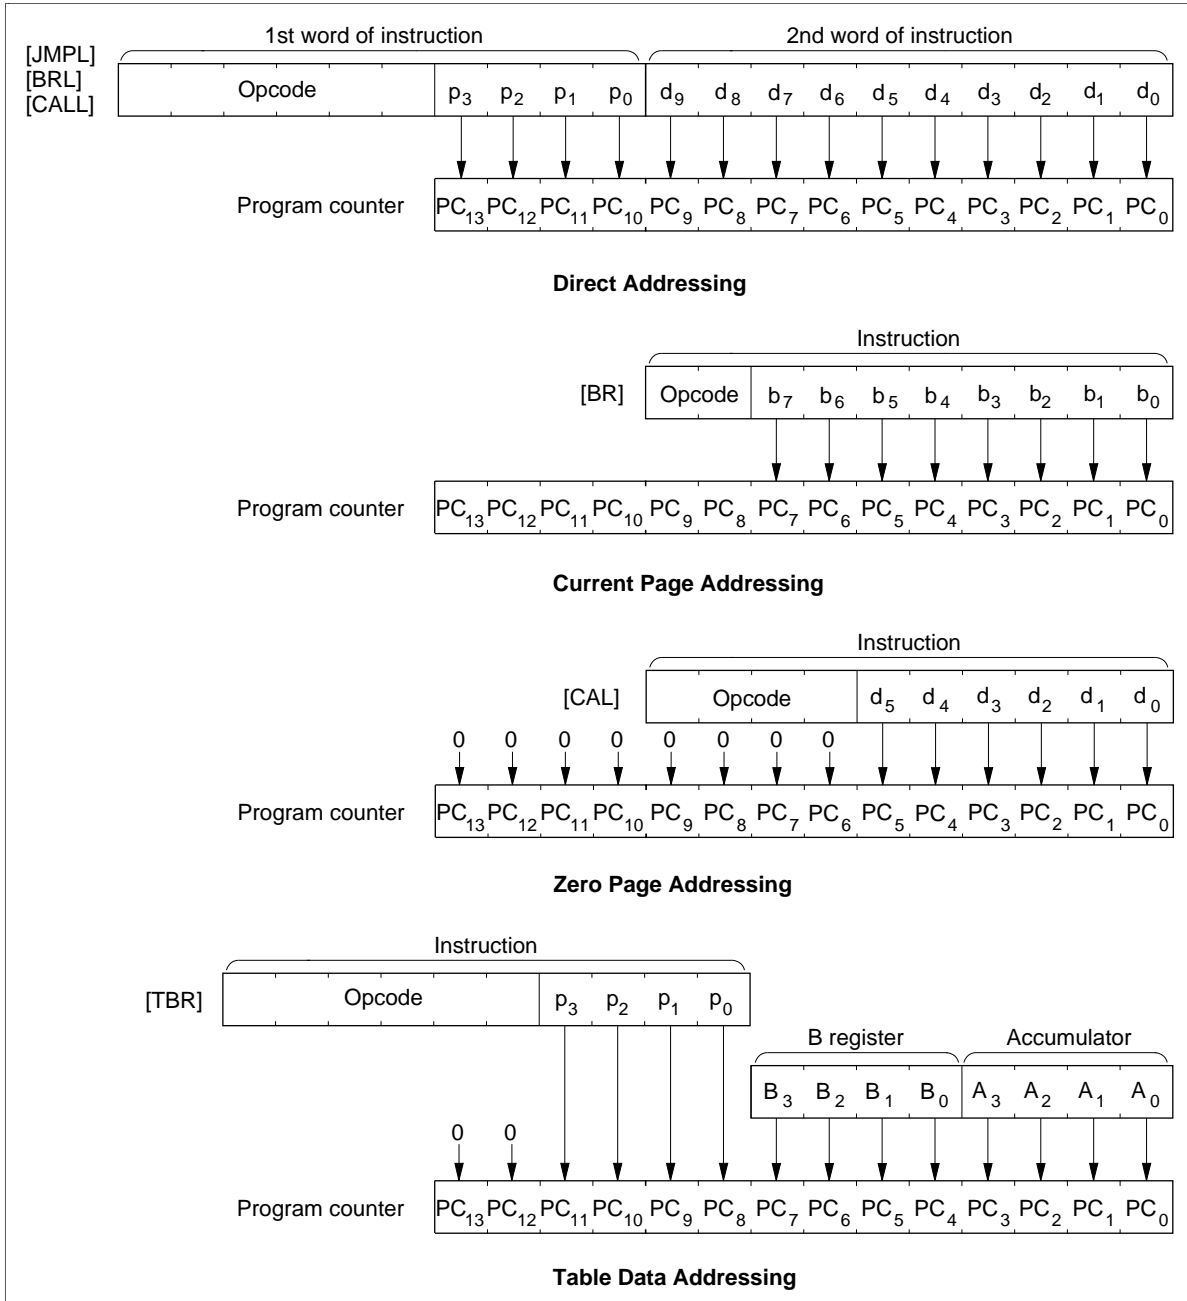 1st word of instruction 2nd word of instruction
[JMPL]
[BRL]
[CALL]
Opcode p3 p2 p1 p0 d9 d8 d7 d6 d5 d4 d3 d2 d1 d0
Program counter PC13 PC12 PC11 PC10 PC9 PC8 PC7 PC6 PC5 PC4 PC3 PC2 PC1 PC0
Direct Addressing
Instruction
[BR] Opcode b7 b6 b5 b4 b3 b2 b1 b0
Program counter PC13 PC12 PC11 PC10 PC9 PC8 PC7 PC6 PC5 PC4 PC3 PC2 PC1 PC0
Current Page Addressing
Instruction
[CAL] Opcode d5 d4 d3 d2 d1 d0
0 0 0 0 0 0 0 0
Program counter PC13 PC12 PC11 PC10 PC9 PC8 PC7 PC6 PC5 PC4 PC3 PC2 PC1 PC0
Zero Page Addressing
Instruction
[TBR] Opcode p3 p2 p1 p0
B register Accumulator
B3 B2 B1 B0 A3 A2 A1 A0
0 0
Program counter PC13 PC12 PC11 PC10 PC9 PC8 PC7 PC6 PC5 PC4 PC3 PC2 PC1 PC0
Table Data Addressing